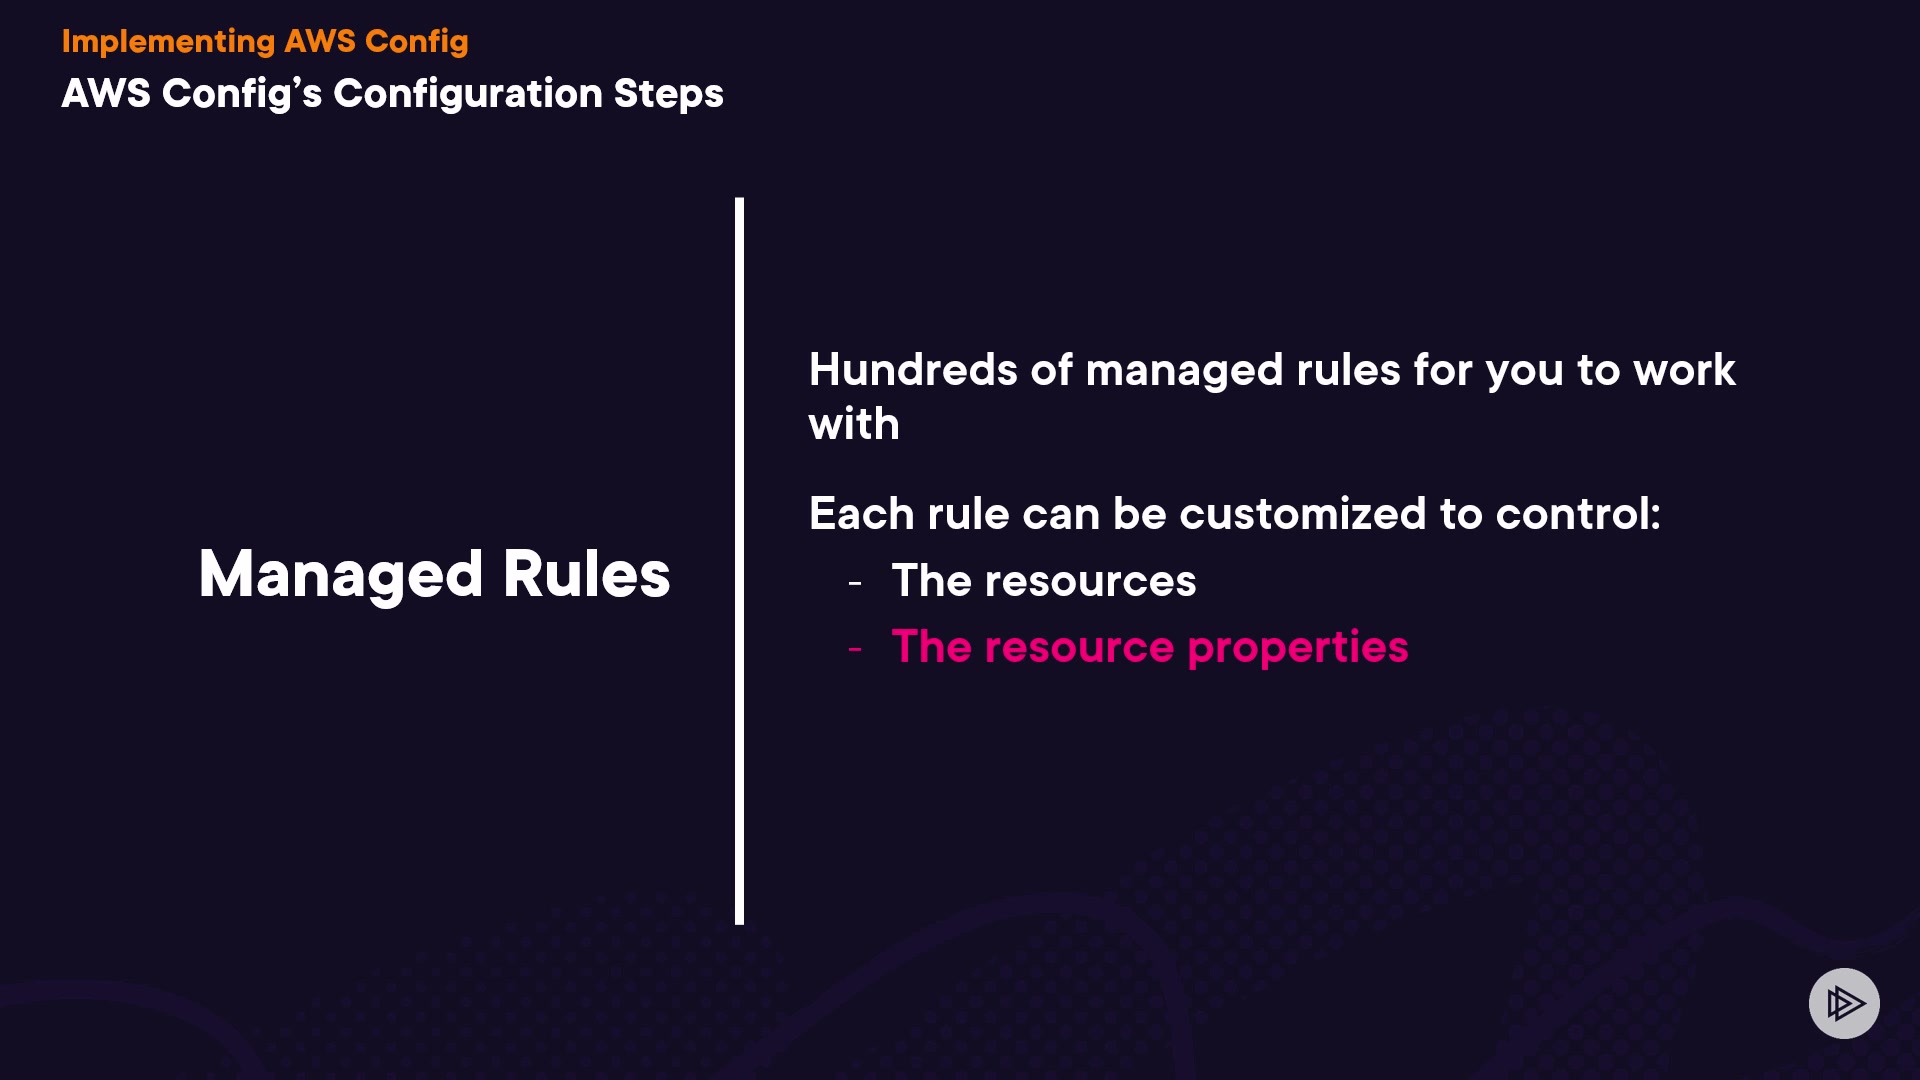 Implementing AWS Config
AWS Config’s Configuration Steps
Managed Rules
Hundreds of managed rules for you to work
with
Each rule can be customized to control:
- The resources
- The resource properties